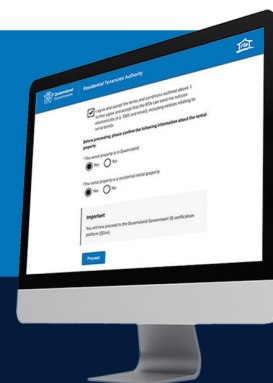 Queensland
Government
Residential Tenancies Authority
rta
I agree and accept the terms and conditions outlined above. I
further agree and accept that the RTA can send me notices
electronically (e.g. SMS and email), including notices relating to
rental bonds.
Before proceeding, please confirm the following information about the rental
property.
*The rental property is in Queensland
Yes No
*The rental property is a residential rental property
Yes No
Important
You will now proceed to the Queensland Government ID verification
platform (QGov).
Proceed